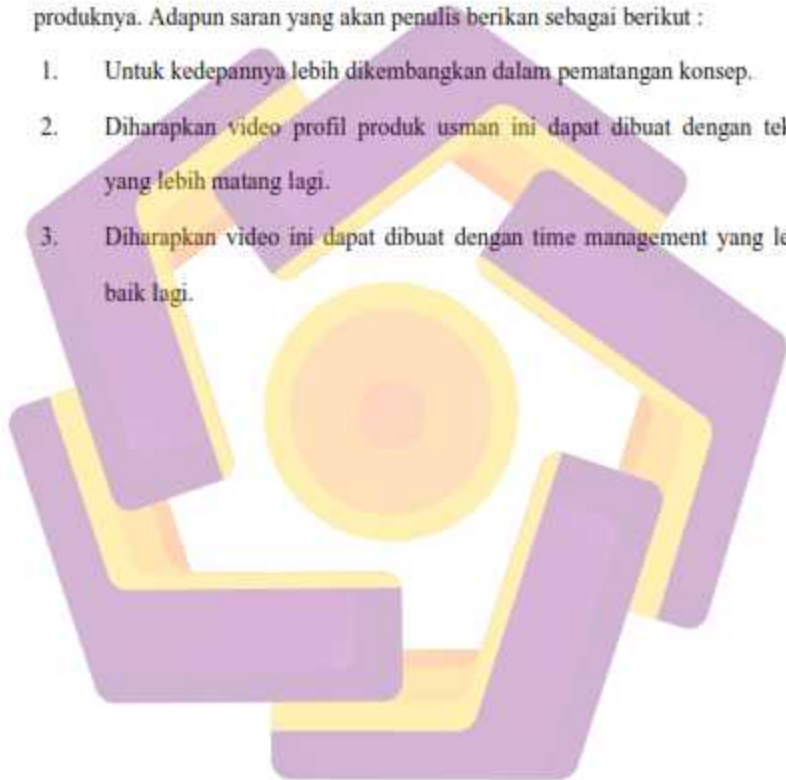 produknya. Adapun saran yang akan penulis berikan sebagai berikut :
1. Untuk kedepannya lebih dikembangkan dalam pematangan konsep.
2. Diharapkan video profil produk usman ini dapat dibuat dengan
yang lebih matang lagi.
3. Diharapkan video ini dapat dibuat dengan time management yang
baik lagi.